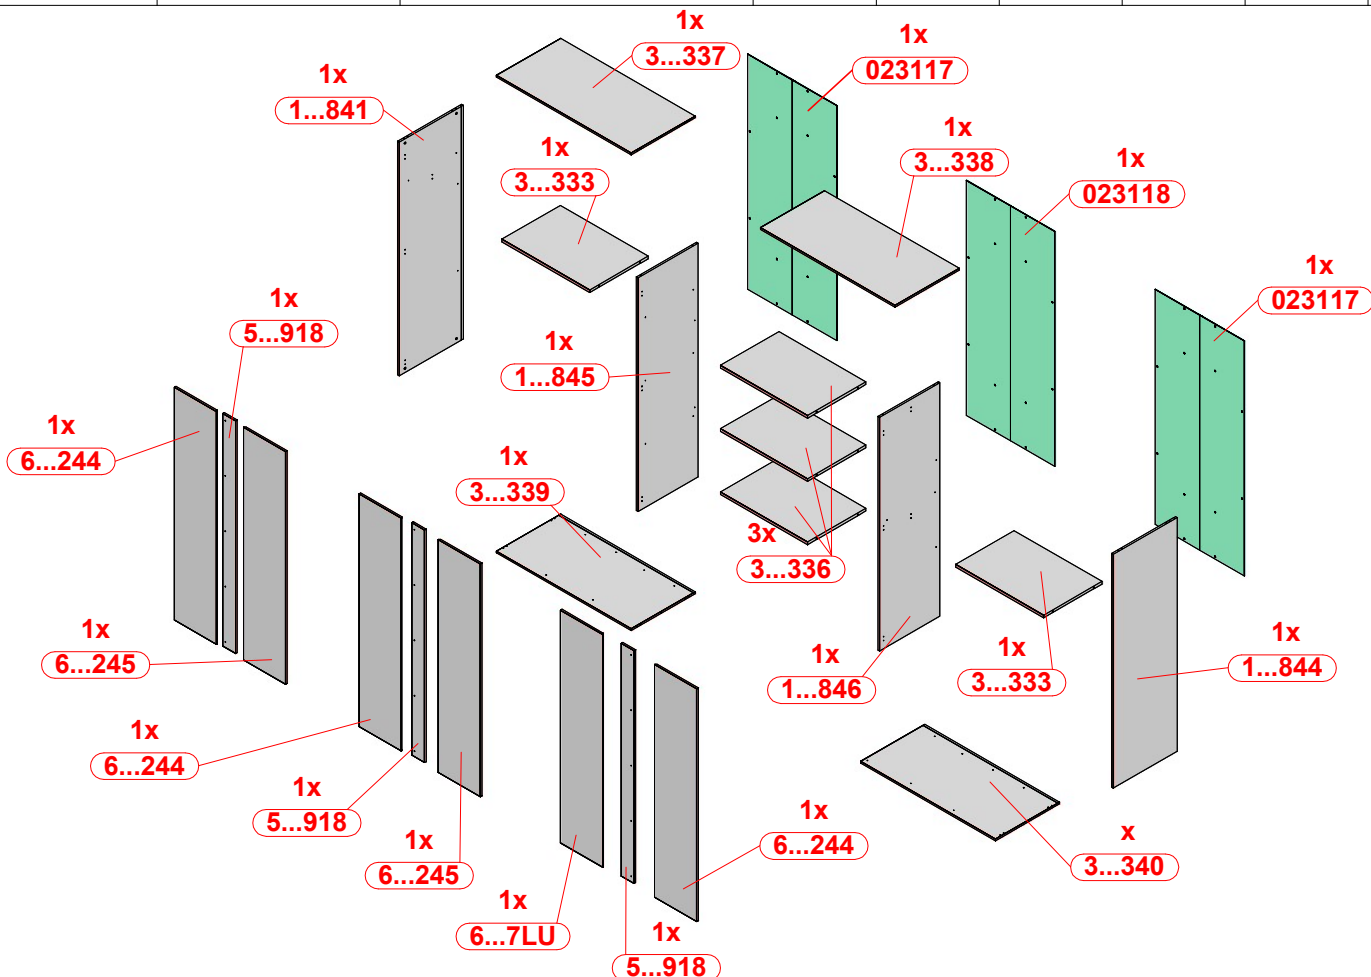 1x
3...337
1x
023117
1x
1...841
1x
3...338
1x
3...333
1x
023118
1x
023117
1x
5...918
1x
1...845
1x
6...244
1x
3...339
3x
3...336
1x
6...245
1x
1...846
1x
3...333
1x
1...844
1x
6...244
1x
5...918
1x
6...245
1x
6...244
x
3...340
1x
6...7LU
1x
5...918